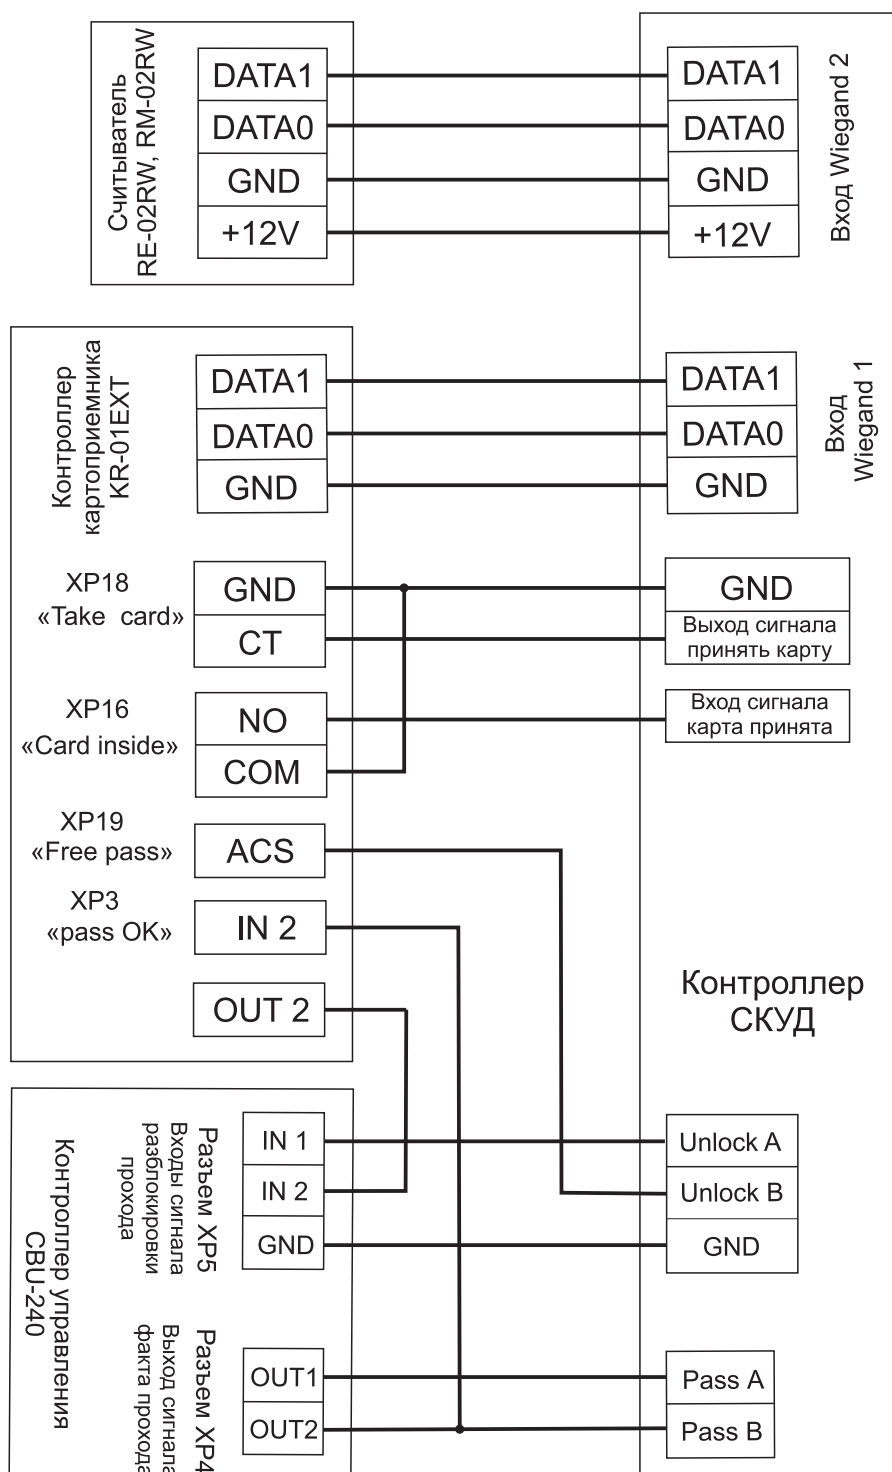 Считыватель
RE-02RW, RM-02RW
DATA1
DATA0
GND
+12V
DATA1
DATA0
GND
+12V
Вход Wiegand 2
Контроллер
картоприемника
KR-01EXT
DATA1
DATA0
GND
DATA1
DATA0
GND
Вход
Wiegand 1
XP18
«Take card»
GND
CT
GND
Выход сигнала
принять карту
XP16
«Card inside»
NO
COM
Вход сигнала
карта принята
XP19
«Free pass»
ACS
XP3
«pass OK»
IN 2
OUT 2
Контроллер
СКУД
Контроллер управления
CBU-240
Разъем XP5
Входы сигнала
разблокировки
прохода
IN 1
IN 2
GND
Unlock A
Unlock B
GND
Разъем XP4
Выход сигнала
факта прохода
OUT1
OUT2
Pass A
Pass B